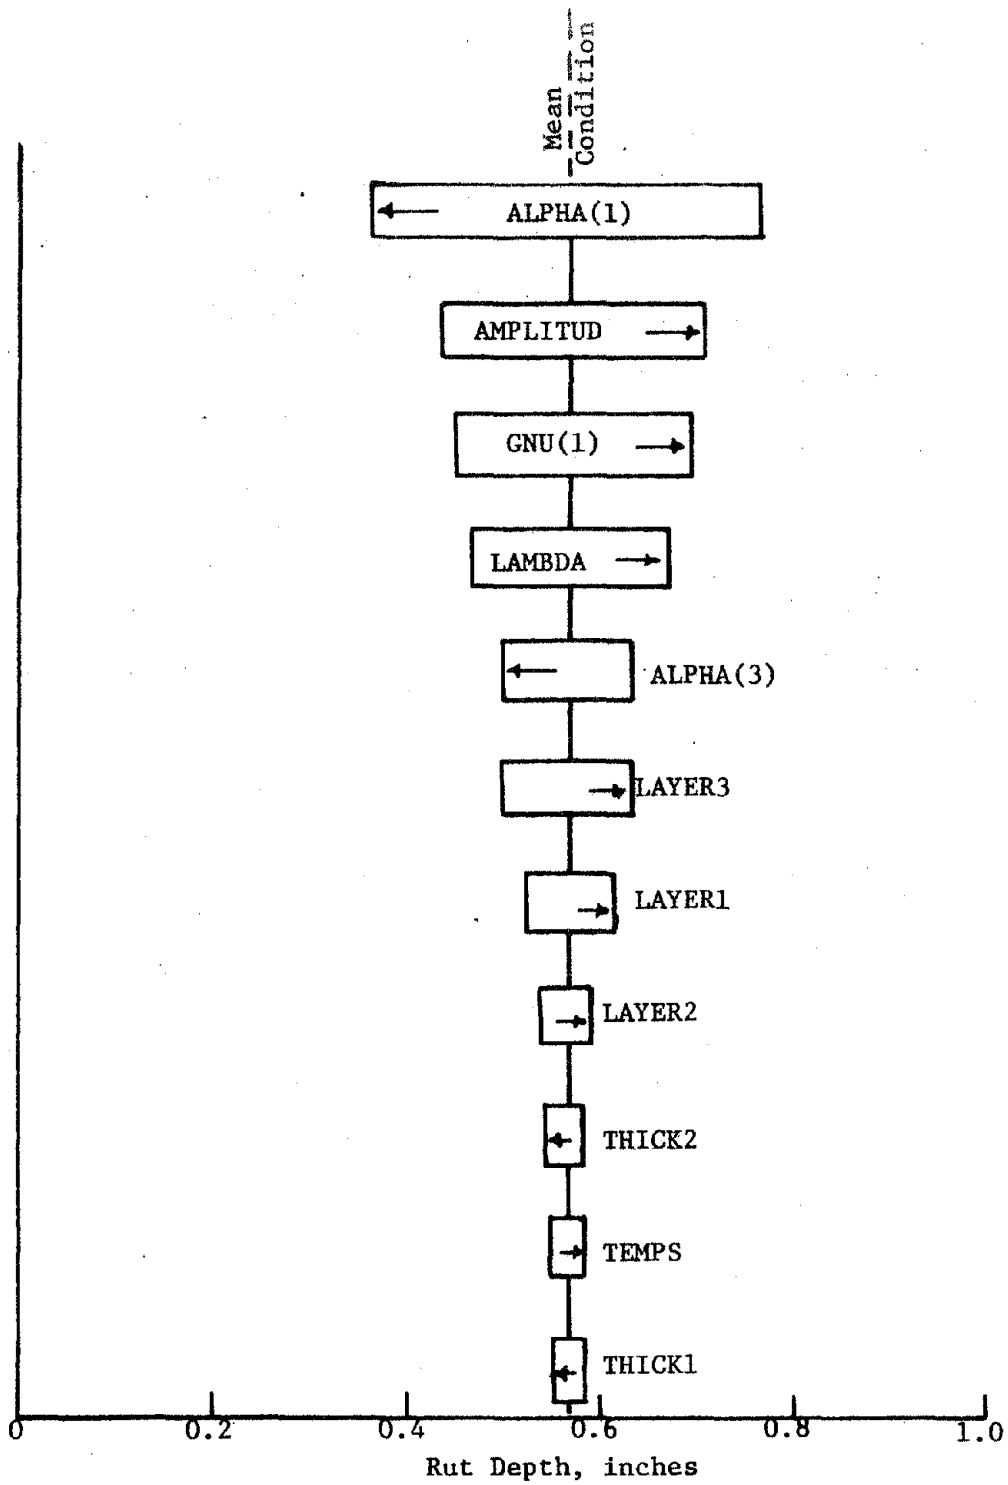 Mean
Condition
ALPHA(1)
AMPLITUD
GNU(1)
LAMBDA
ALPHA(3)
LAYER3
LAYER1
LAYER2
THICK2
TEMPS
THICK1
0 0.2 0.4 0.6 0.8 1.0
Rut Depth, inches